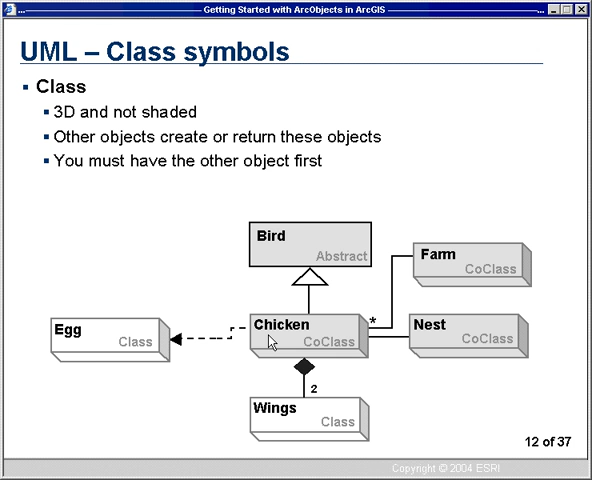 ... Getting Started with ArcObjects in ArcGIS ...
UML – Class symbols
▪ Class
▪ 3D and not shaded
▪ Other objects create or return these objects
▪ You must have the other object first
Bird
Abstract
Farm
CoClass
Egg
Class
Chicken
CoClass
*
Nest
CoClass
2
Wings
Class
12 of 37
Copyright © 2004 ESRI